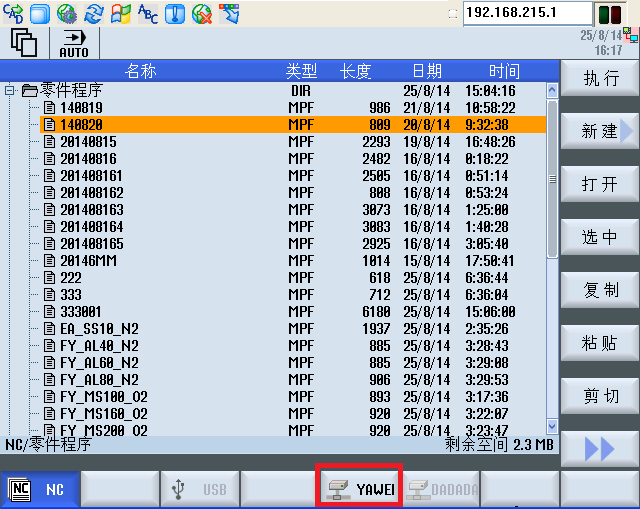 CAD ABC 192.168.215.1
25/8/14
AUTO 16:17
名称 类型 长度 日期 时间
零件程序 DIR 25/8/14 15:04:16
140819 MPF 986 21/8/14 10:58:22
140820 MPF 809 20/8/14 9:32:38
20140815 MPF 2293 19/8/14 16:48:26
20140816 MPF 2482 16/8/14 0:18:22
201408161 MPF 2505 16/8/14 0:51:14
201408162 MPF 808 16/8/14 0:53:24
201408163 MPF 3073 16/8/14 1:25:00
201408164 MPF 3083 16/8/14 1:40:28
201408165 MPF 2925 16/8/14 3:05:40
20146MM MPF 1014 15/8/14 17:50:41
222 MPF 618 25/8/14 6:36:44
333 MPF 712 25/8/14 6:36:04
333001 MPF 6180 25/8/14 15:06:00
EA_SS10_N2 MPF 1937 25/8/14 2:35:26
FY_AL40_N2 MPF 885 25/8/14 3:28:43
FY_AL60_N2 MPF 885 25/8/14 3:29:08
FY_AL80_N2 MPF 906 25/8/14 3:29:53
FY_MS100_O2 MPF 893 25/8/14 3:17:36
FY_MS160_O2 MPF 920 25/8/14 3:22:07
FY_MS200_O2 MPF 920 25/8/14 3:23:47
NC/零件程序 剩余空间 2.3 MB
执行
新建
打开
选中
复制
粘贴
剪切
NC NC USB YAWEI DADADA